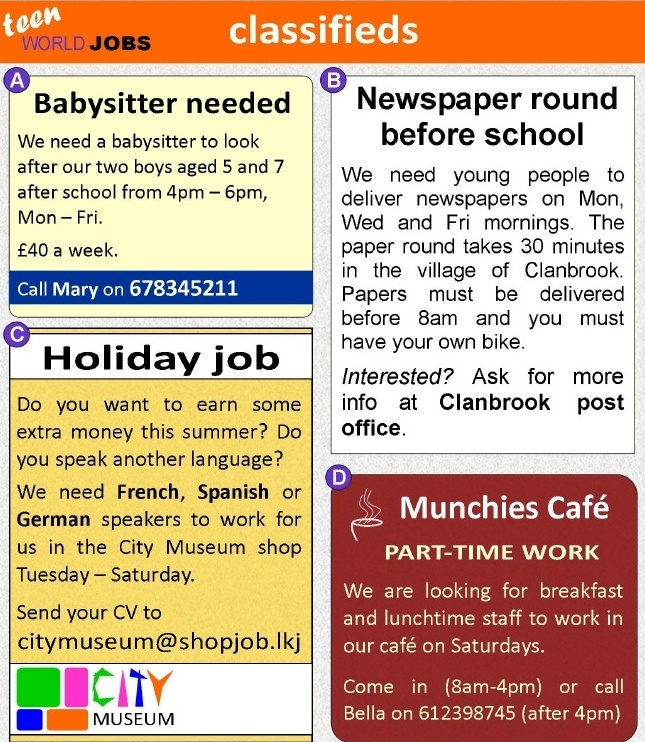 teen
WORLD JOBS
classifieds
A
Babysitter needed
We need a babysitter to look
after our two boys aged 5 and 7
after school from 4pm – 6pm,
Mon – Fri.
£40 a week.
Call Mary on 678345211
B
Newspaper round
before school
We need young people to
deliver newspapers on Mon,
Wed and Fri mornings. The
paper round takes 30 minutes
in the village of Clanbrook.
Papers must be delivered
before 8am and you must
have your own bike.
Interested? Ask for more
info at Clanbrook post
office.
C
Holiday job
Do you want to earn some
extra money this summer? Do
you speak another language?
We need French, Spanish or
German speakers to work for
us in the City Museum shop
Tuesday – Saturday.
Send your CV to
citymuseum@shopjob.lkj
CITY
MUSEUM
D
Munchies Café
PART-TIME WORK
We are looking for breakfast
and lunchtime staff to work in
our café on Saturdays.
Come in (8am-4pm) or call
Bella on 612398745 (after 4pm)